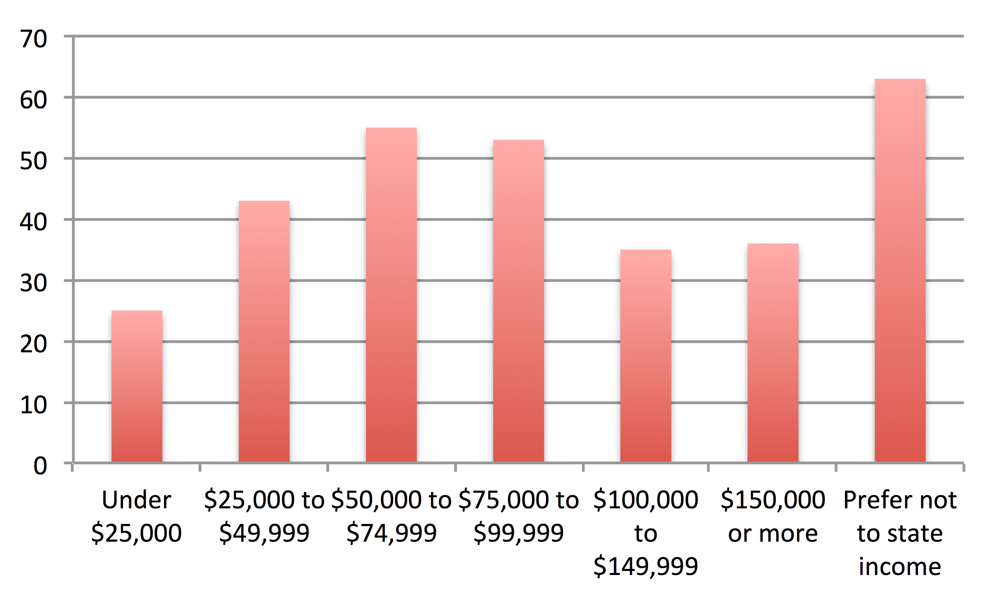 70
60
50
40
30
20
10
0
Under
$25,000
$25,000 to
$49,999
$50,000 to
$74,999
$75,000 to
$99,999
$100,000
to
$149,999
$150,000
or more
Prefer not
to state
income